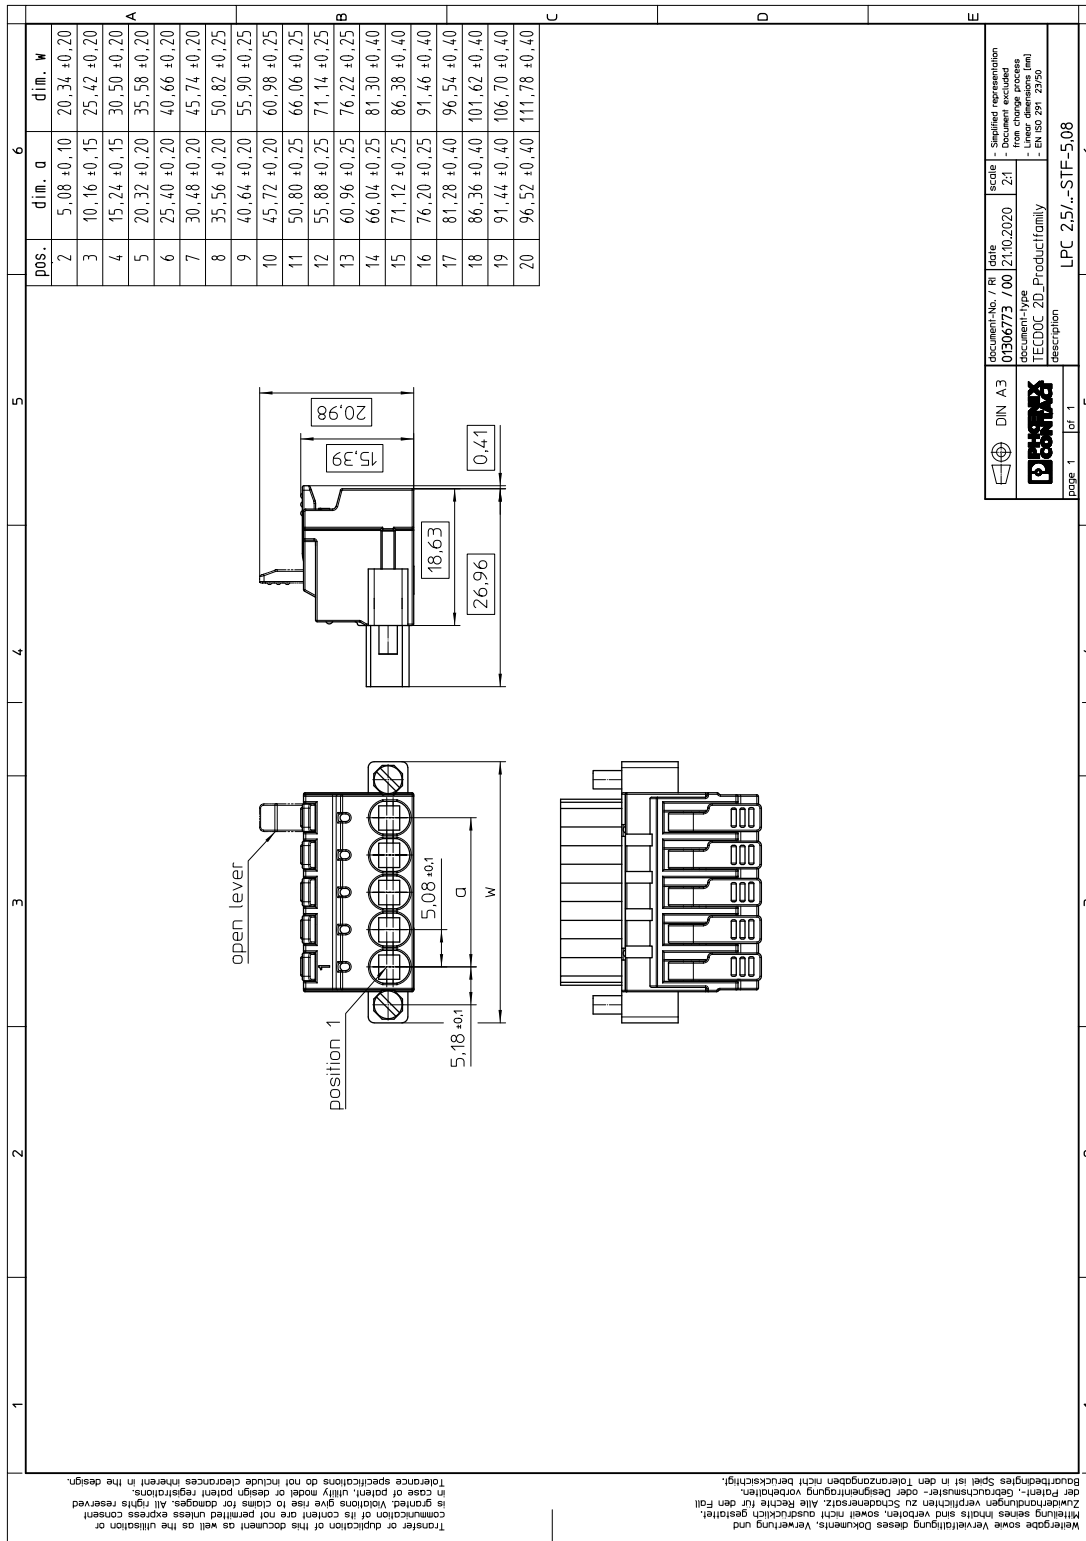 1
2
3
4
5
6
A
B
C
D
E
pos. dim. a dim. w
2 5,08 ±0,10 20,34 ±0,20
3 10,16 ±0,15 25,42 ±0,20
4 15,24 ±0,15 30,50 ±0,20
5 20,32 ±0,20 35,58 ±0,20
6 25,40 ±0,20 40,66 ±0,20
7 30,48 ±0,20 45,74 ±0,20
8 35,56 ±0,20 50,82 ±0,25
9 40,64 ±0,20 55,90 ±0,25
10 45,72 ±0,20 60,98 ±0,25
11 50,80 ±0,25 66,06 ±0,25
12 55,88 ±0,25 71,14 ±0,25
13 60,96 ±0,25 76,22 ±0,25
14 66,04 ±0,25 81,30 ±0,40
15 71,12 ±0,25 86,38 ±0,40
16 76,20 ±0,25 91,46 ±0,40
17 81,28 ±0,40 96,54 ±0,40
18 86,36 ±0,40 101,62 ±0,40
19 91,44 ±0,40 106,70 ±0,40
20 96,52 ±0,40 111,78 ±0,40
open lever
position 1
1
5,08 ±0,1
a
w
5,18 ±0,1
20,98
15,39
0,41
18,63
26,96
DIN A3
document-No. / RI
01306773 / 00
date
21.10.2020
scale
2:1
- Simplified representation
- Document excluded
from change process
- Linear dimensions [mm]
- EN ISO 291 23/50
PHOENIX
CONTACT
document-type
TECDOC 2D_Productfamily
page 1 of 1
description
LPC 2,5/..-STF-5,08
Transfer or duplication of this document as well as the utilisation or
communication of its content are not permitted unless express consent
is granted. Violations give rise to claims for damages. All rights reserved
in case of patent, utility model or design patent registrations.
Tolerance specifications do not include clearances inherent in the design.
Weitergabe sowie Vervielfältigung dieses Dokuments, Verwertung und
Mitteilung seines Inhalts sind verboten, soweit nicht ausdrücklich gestattet.
Zuwiderhandlungen verpflichten zu Schadenersatz. Alle Rechte für den Fall
der Patent-, Gebrauchsmuster- oder Designeintragung vorbehalten.
Bauartbedingtes Spiel ist in den Toleranzangaben nicht berücksichtigt.